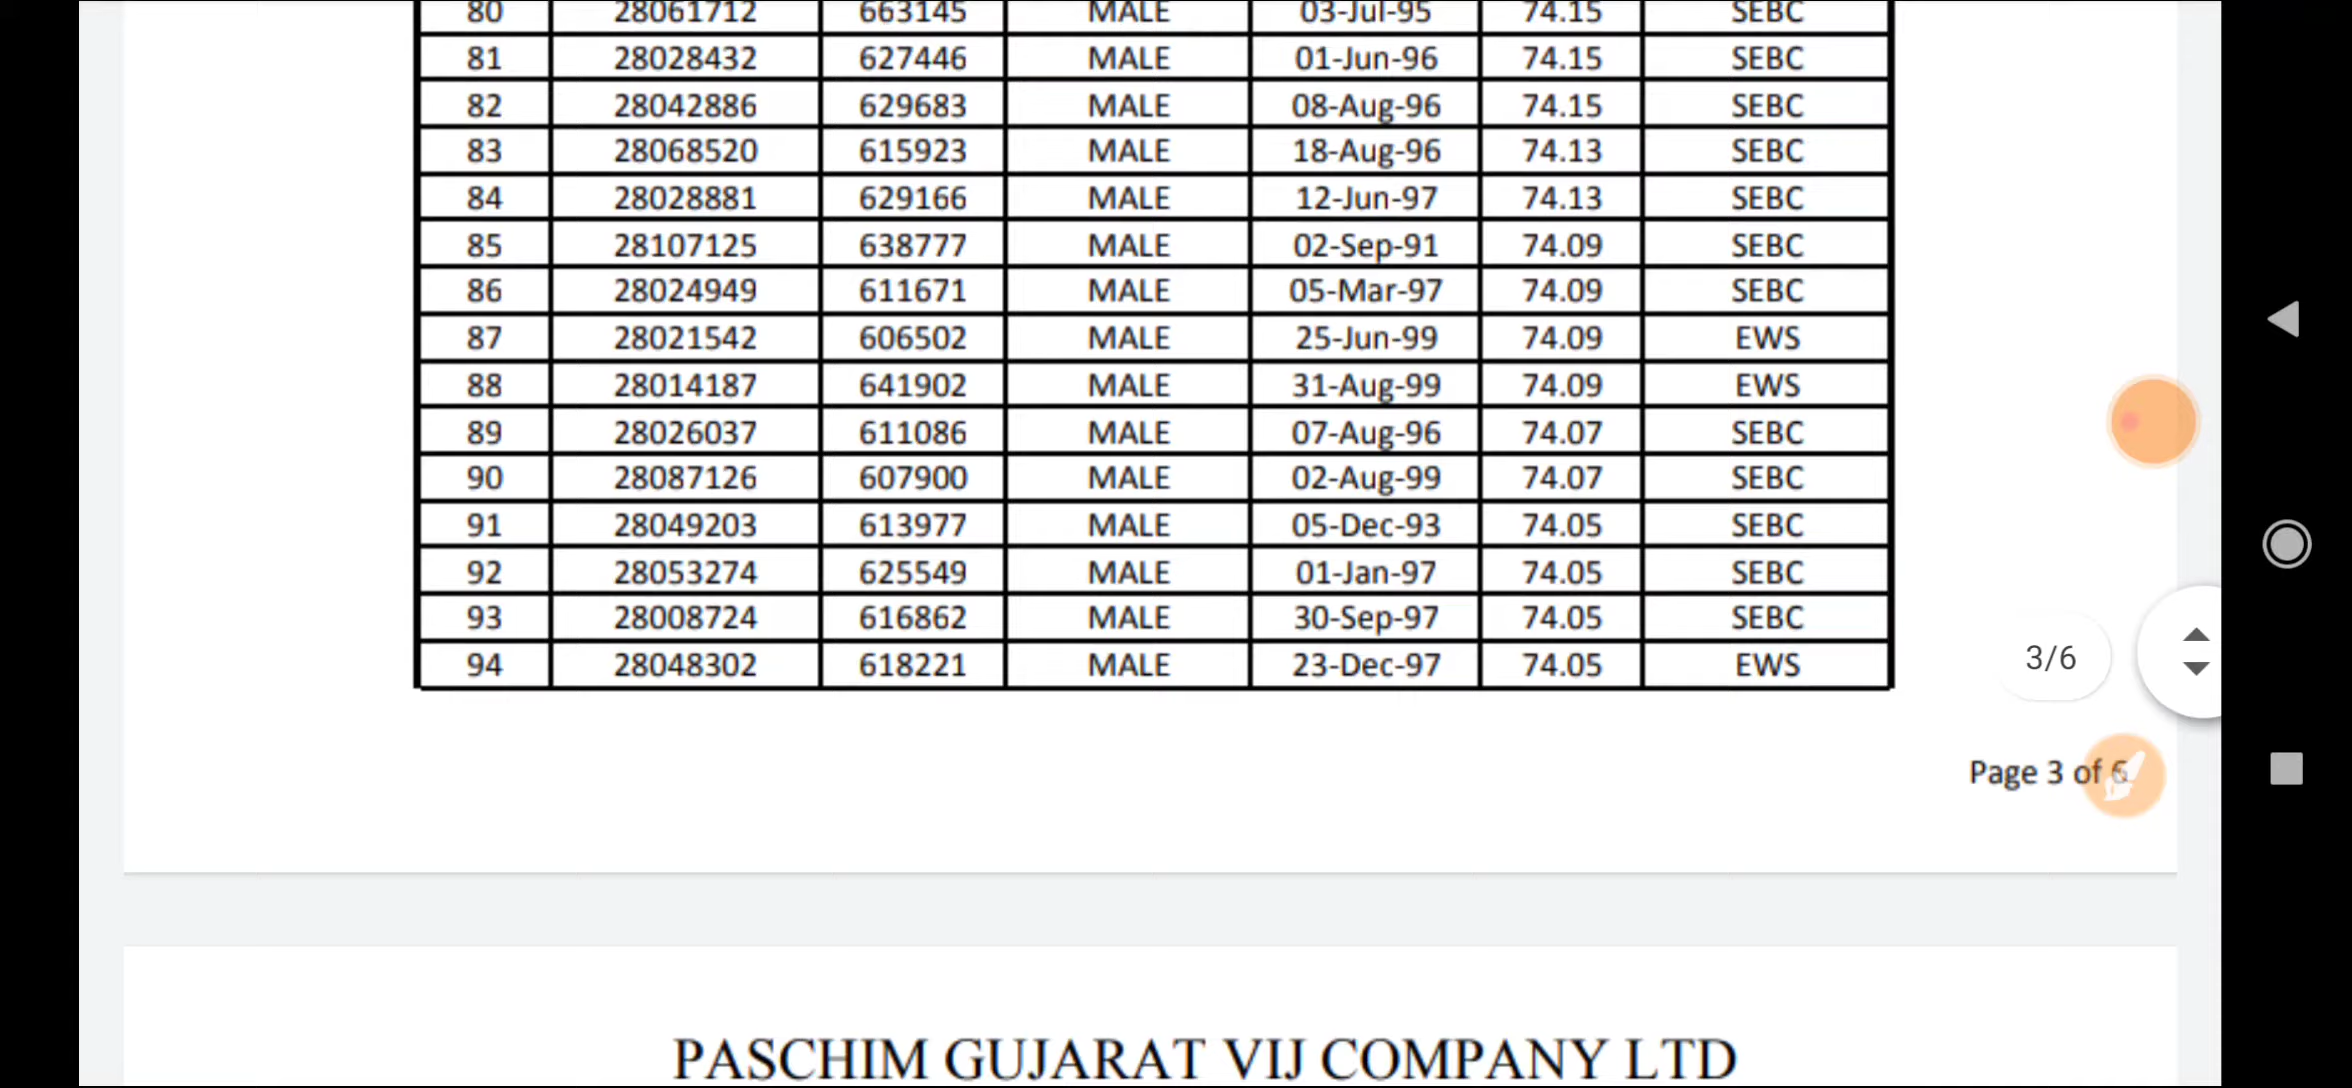 80 28061712 663145 MALE 03-Jul-95 74.15 SEBC
81 28028432 627446 MALE 01-Jun-96 74.15 SEBC
82 28042886 629683 MALE 08-Aug-96 74.15 SEBC
83 28068520 615923 MALE 18-Aug-96 74.13 SEBC
84 28028881 629166 MALE 12-Jun-97 74.13 SEBC
85 28107125 638777 MALE 02-Sep-91 74.09 SEBC
86 28024949 611671 MALE 05-Mar-97 74.09 SEBC
87 28021542 606502 MALE 25-Jun-99 74.09 EWS
88 28014187 641902 MALE 31-Aug-99 74.09 EWS
89 28026037 611086 MALE 07-Aug-96 74.07 SEBC
90 28087126 607900 MALE 02-Aug-99 74.07 SEBC
91 28049203 613977 MALE 05-Dec-93 74.05 SEBC
92 28053274 625549 MALE 01-Jan-97 74.05 SEBC
93 28008724 616862 MALE 30-Sep-97 74.05 SEBC
94 28048302 618221 MALE 23-Dec-97 74.05 EWS
3/6
Page 3 of 6
PASCHIM GUJARAT VIJ COMPANY LTD